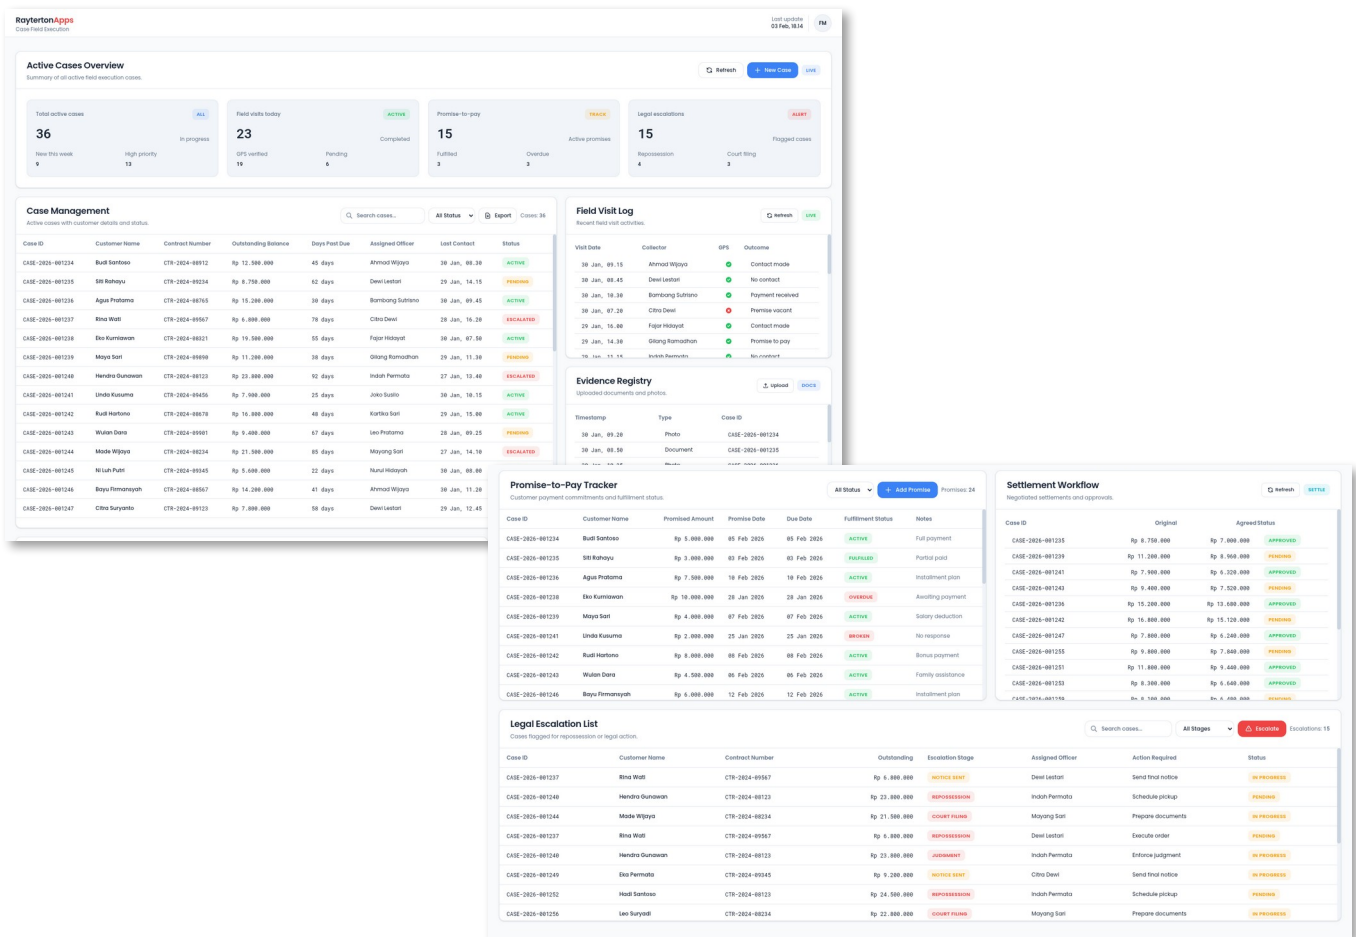 RaytertonApps
Case Field Execution
Last update
03 Feb, 18.14
FM
Active Cases Overview
Summary of all active field execution cases.
Refresh
+ New Case
LIVE
Total active cases ALL
36 In progress
New this week High priority
9 13
Field visits today ACTIVE
23 Completed
GPS verified Pending
19 6
Promise-to-pay TRACK
15 Active promises
Fulfilled Overdue
3 3
Legal escalations ALERT
15 Flagged cases
Repossession Court filing
4 3
Case Management
Active cases with customer details and status.
Search cases... All Status Export Cases: 36
Case ID Customer Name Contract Number Outstanding Balance Days Past Due Assigned Officer Last Contact Status
CASE-2026-001234 Budi Santoso CTR-2024-08912 Rp 12.500.000 45 days Ahmad Wijaya 30 Jan, 08.30 ACTIVE
CASE-2026-001235 Siti Rahayu CTR-2024-09234 Rp 8.750.000 62 days Dewi Lestari 29 Jan, 14.15 PENDING
CASE-2026-001236 Agus Pratama CTR-2024-08765 Rp 15.200.000 30 days Bambang Sutrisno 30 Jan, 09.45 ACTIVE
CASE-2026-001237 Rina Wati CTR-2024-09567 Rp 6.800.000 78 days Citra Dewi 28 Jan, 16.20 ESCALATED
CASE-2026-001238 Eko Kurniawan CTR-2024-08321 Rp 19.500.000 55 days Fajar Hidayat 30 Jan, 07.50 ACTIVE
CASE-2026-001239 Maya Sari CTR-2024-09890 Rp 11.200.000 38 days Gilang Ramadhan 29 Jan, 11.30 PENDING
CASE-2026-001240 Hendra Gunawan CTR-2024-08123 Rp 23.800.000 92 days Indah Permata 27 Jan, 13.40 ESCALATED
CASE-2026-001241 Linda Kusuma CTR-2024-09456 Rp 7.900.000 25 days Joko Susilo 30 Jan, 10.15 ACTIVE
CASE-2026-001242 Rudi Hartono CTR-2024-08678 Rp 16.800.000 48 days Kartika Sari 29 Jan, 15.00 ACTIVE
CASE-2026-001243 Wulan Dara CTR-2024-09901 Rp 9.400.000 67 days Leo Pratama 28 Jan, 09.25 PENDING
CASE-2026-001244 Made Wijaya CTR-2024-08234 Rp 21.500.000 85 days Mayang Sari 27 Jan, 14.10 ESCALATED
CASE-2026-001245 Ni Luh Putri CTR-2024-09345 Rp 5.600.000 22 days Nurul Hidayah 30 Jan, 08.00
CASE-2026-001246 Bayu Firmansyah CTR-2024-08567 Rp 14.200.000 41 days Ahmad Wijaya 30 Jan, 11.20
CASE-2026-001247 Citra Suryanto CTR-2024-09123 Rp 7.800.000 58 days Dewi Lestari 29 Jan, 12.45
Field Visit Log
Recent field visit activities.
Refresh LIVE
Visit Date Collector GPS Outcome
30 Jan, 09.15 Ahmad Wijaya Contact made
30 Jan, 08.45 Dewi Lestari No contact
30 Jan, 10.30 Bambang Sutrisno Payment received
30 Jan, 07.20 Citra Dewi Premise vacant
29 Jan, 16.00 Fajar Hidayat Contact made
29 Jan, 14.30 Gilang Ramadhan Promise to pay
29 Jan, 11.15 Indah Permata No contact
Evidence Registry
Uploaded documents and photos.
Upload DOCS
Timestamp Type Case ID
30 Jan, 09.20 Photo CASE-2026-001234
30 Jan, 08.50 Document CASE-2026-001235
Promise-to-Pay Tracker
Customer payment commitments and fulfillment status.
All Status + Add Promise Promises: 24
Case ID Customer Name Promised Amount Promise Date Due Date Fulfillment Status Notes
CASE-2026-001234 Budi Santoso Rp 5.000.000 05 Feb 2026 05 Feb 2026 ACTIVE Full payment
CASE-2026-001235 Siti Rahayu Rp 3.000.000 03 Feb 2026 03 Feb 2026 FULFILLED Partial paid
CASE-2026-001236 Agus Pratama Rp 7.500.000 10 Feb 2026 10 Feb 2026 ACTIVE Installment plan
CASE-2026-001238 Eko Kurniawan Rp 10.000.000 28 Jan 2026 28 Jan 2026 OVERDUE Awaiting payment
CASE-2026-001239 Maya Sari Rp 4.000.000 07 Feb 2026 07 Feb 2026 ACTIVE Salary deduction
CASE-2026-001241 Linda Kusuma Rp 2.000.000 25 Jan 2026 25 Jan 2026 BROKEN No response
CASE-2026-001242 Rudi Hartono Rp 8.000.000 08 Feb 2026 08 Feb 2026 ACTIVE Bonus payment
CASE-2026-001243 Wulan Dara Rp 4.500.000 06 Feb 2026 06 Feb 2026 ACTIVE Family assistance
CASE-2026-001246 Bayu Firmansyah Rp 6.000.000 12 Feb 2026 12 Feb 2026 ACTIVE Installment plan
Settlement Workflow
Negotiated settlements and approvals.
Refresh SETTLE
Case ID Original Agreed Status
CASE-2026-001235 Rp 8.750.000 Rp 7.000.000 APPROVED
CASE-2026-001239 Rp 11.200.000 Rp 8.960.000 PENDING
CASE-2026-001241 Rp 7.900.000 Rp 6.320.000 APPROVED
CASE-2026-001243 Rp 9.400.000 Rp 7.520.000 PENDING
CASE-2026-001236 Rp 15.200.000 Rp 13.680.000 APPROVED
CASE-2026-001242 Rp 16.800.000 Rp 15.120.000 PENDING
CASE-2026-001247 Rp 7.800.000 Rp 6.240.000 APPROVED
CASE-2026-001255 Rp 9.800.000 Rp 7.840.000 PENDING
CASE-2026-001251 Rp 11.800.000 Rp 9.440.000 APPROVED
CASE-2026-001253 Rp 8.300.000 Rp 6.640.000 APPROVED
CASE-2026-001259 Rp 8.100.000 Rp 6.480.000 PENDING
Legal Escalation List
Cases flagged for repossession or legal action.
Search cases... All Stages Escalate Escalations: 15
Case ID Customer Name Contract Number Outstanding Escalation Stage Assigned Officer Action Required Status
CASE-2026-001237 Rina Wati CTR-2024-09567 Rp 6.800.000 NOTICE SENT Dewi Lestari Send final notice IN PROGRESS
CASE-2026-001240 Hendra Gunawan CTR-2024-08123 Rp 23.800.000 REPOSSESSION Indah Permata Schedule pickup PENDING
CASE-2026-001244 Made Wijaya CTR-2024-08234 Rp 21.500.000 COURT FILING Mayang Sari Prepare documents IN PROGRESS
CASE-2026-001237 Rina Wati CTR-2024-09567 Rp 6.800.000 REPOSSESSION Dewi Lestari Execute order PENDING
CASE-2026-001240 Hendra Gunawan CTR-2024-08123 Rp 23.800.000 JUDGMENT Indah Permata Enforce judgment IN PROGRESS
CASE-2026-001249 Eka Permata CTR-2024-09345 Rp 9.200.000 NOTICE SENT Citra Dewi Send final notice IN PROGRESS
CASE-2026-001252 Hadi Santoso CTR-2024-08123 Rp 24.500.000 REPOSSESSION Indah Permata Schedule pickup PENDING
CASE-2026-001256 Leo Suryadi CTR-2024-08234 Rp 22.800.000 COURT FILING Mayang Sari Prepare documents IN PROGRESS